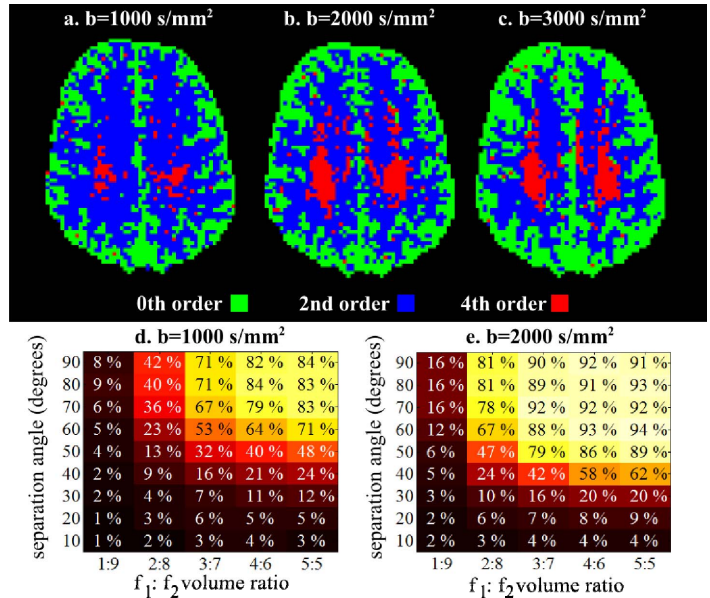 a. b=1000 s/mm² b. b=2000 s/mm² c. b=3000 s/mm²
0th order 2nd order 4th order
d. b=1000 s/mm² e. b=2000 s/mm²
separation angle (degrees)
90 8 % 42 % 71 % 82 % 84 %
80 9 % 40 % 71 % 84 % 83 %
70 6 % 36 % 67 % 79 % 83 %
60 5 % 23 % 53 % 64 % 71 %
50 4 % 13 % 32 % 40 % 48 %
40 2 % 9 % 16 % 21 % 24 %
30 2 % 4 % 7 % 11 % 12 %
20 1 % 3 % 6 % 5 % 5 %
10 1 % 2 % 3 % 4 % 3 %
1:9 2:8 3:7 4:6 5:5
f₁: f₂ volume ratio
separation angle (degrees)
90 16 % 81 % 90 % 92 % 91 %
80 16 % 81 % 89 % 91 % 93 %
70 16 % 78 % 92 % 92 % 92 %
60 12 % 67 % 88 % 93 % 94 %
50 6 % 47 % 79 % 86 % 89 %
40 5 % 24 % 42 % 58 % 62 %
30 3 % 10 % 16 % 20 % 20 %
20 2 % 6 % 7 % 8 % 9 %
10 2 % 2 % 4 % 4 % 4 %
1:9 2:8 3:7 4:6 5:5
f₁: f₂ volume ratio